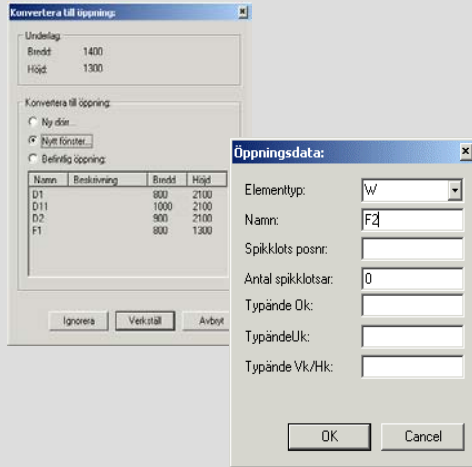 Konvertera till öppning:
Underlag:
Bredd: 1400
Höjd: 1300
Konvertera till öppning:
Ny dörr...
Nytt fönster...
Befintlig öppning:
Namn Beskrivning Bredd Höjd
D1 800 2100
D11 1000 2100
D2 900 2100
F1 800 1300
Ignorera Verkställ Avbryt
Öppningsdata:
Elementtyp: W
Namn: F2
Spikklots posnr:
Antal spikklotsar: 0
Typände Ok:
TypändeUk:
Typände Vk/Hk:
OK Cancel